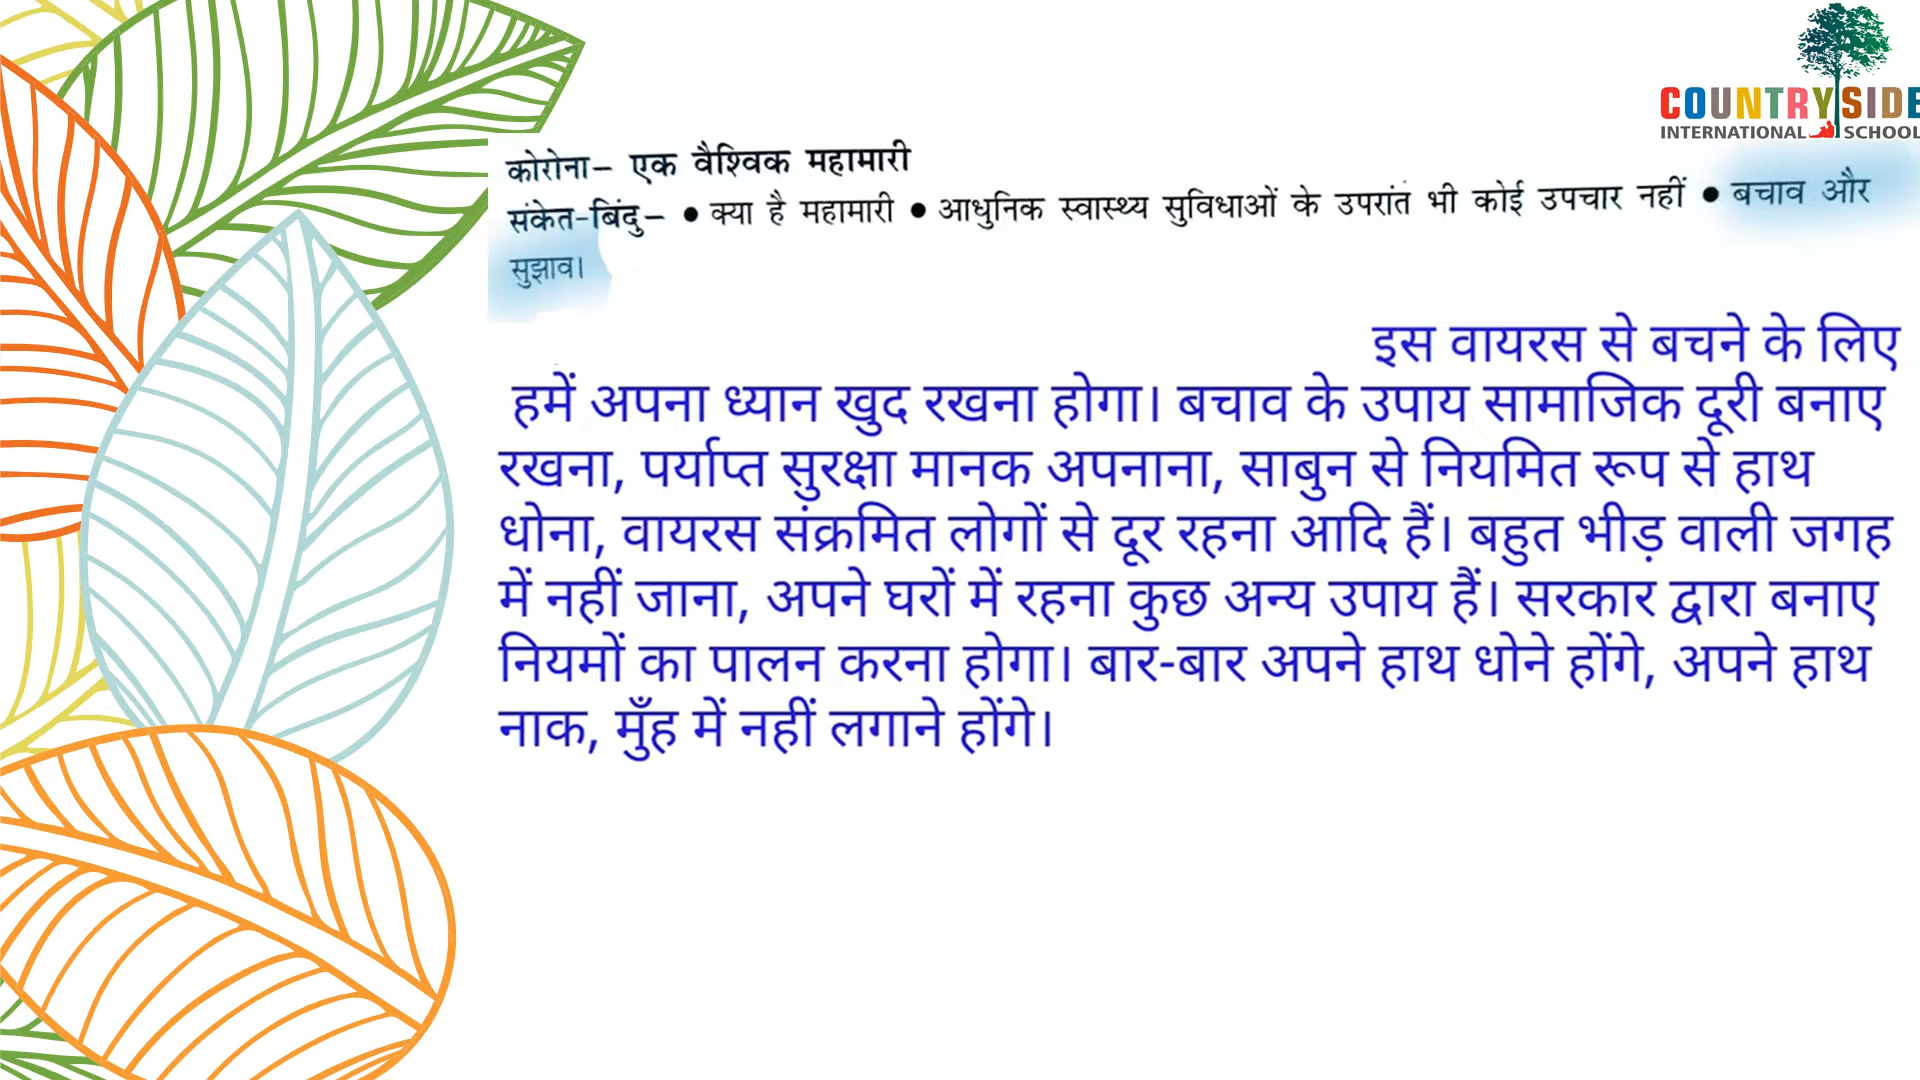 COUNTRYSIDE
INTERNATIONAL SCHOOL
कोरोना– एक वैश्विक महामारी
संकेत-बिंदु– ● क्या है महामारी ● आधुनिक स्वास्थ्य सुविधाओं के उपरांत भी कोई उपचार नहीं ● बचाव और
सुझाव।
इस वायरस से बचने के लिए
हमें अपना ध्यान खुद रखना होगा। बचाव के उपाय सामाजिक दूरी बनाए
रखना, पर्याप्त सुरक्षा मानक अपनाना, साबुन से नियमित रूप से हाथ
धोना, वायरस संक्रमित लोगों से दूर रहना आदि हैं। बहुत भीड़ वाली जगह
में नहीं जाना, अपने घरों में रहना कुछ अन्य उपाय हैं। सरकार द्वारा बनाए
नियमों का पालन करना होगा। बार-बार अपने हाथ धोने होंगे, अपने हाथ
नाक, मुँह में नहीं लगाने होंगे।